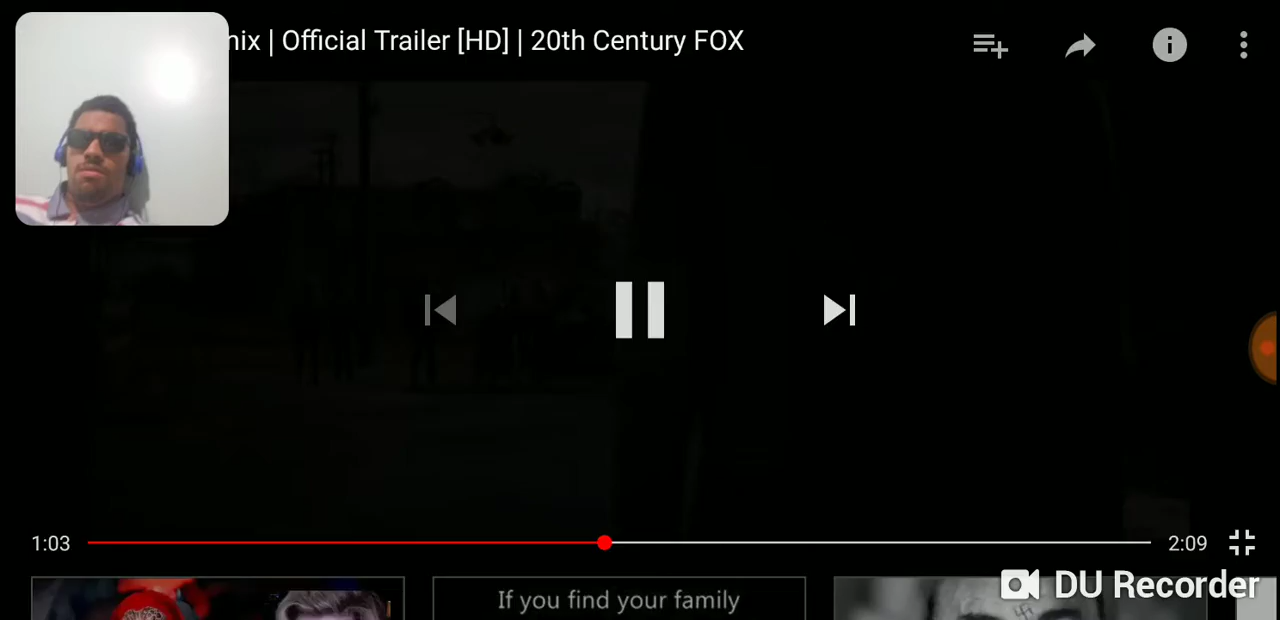 nix | Official Trailer [HD] | 20th Century FOX
1:03
2:09
DU Recorder
If you find your family